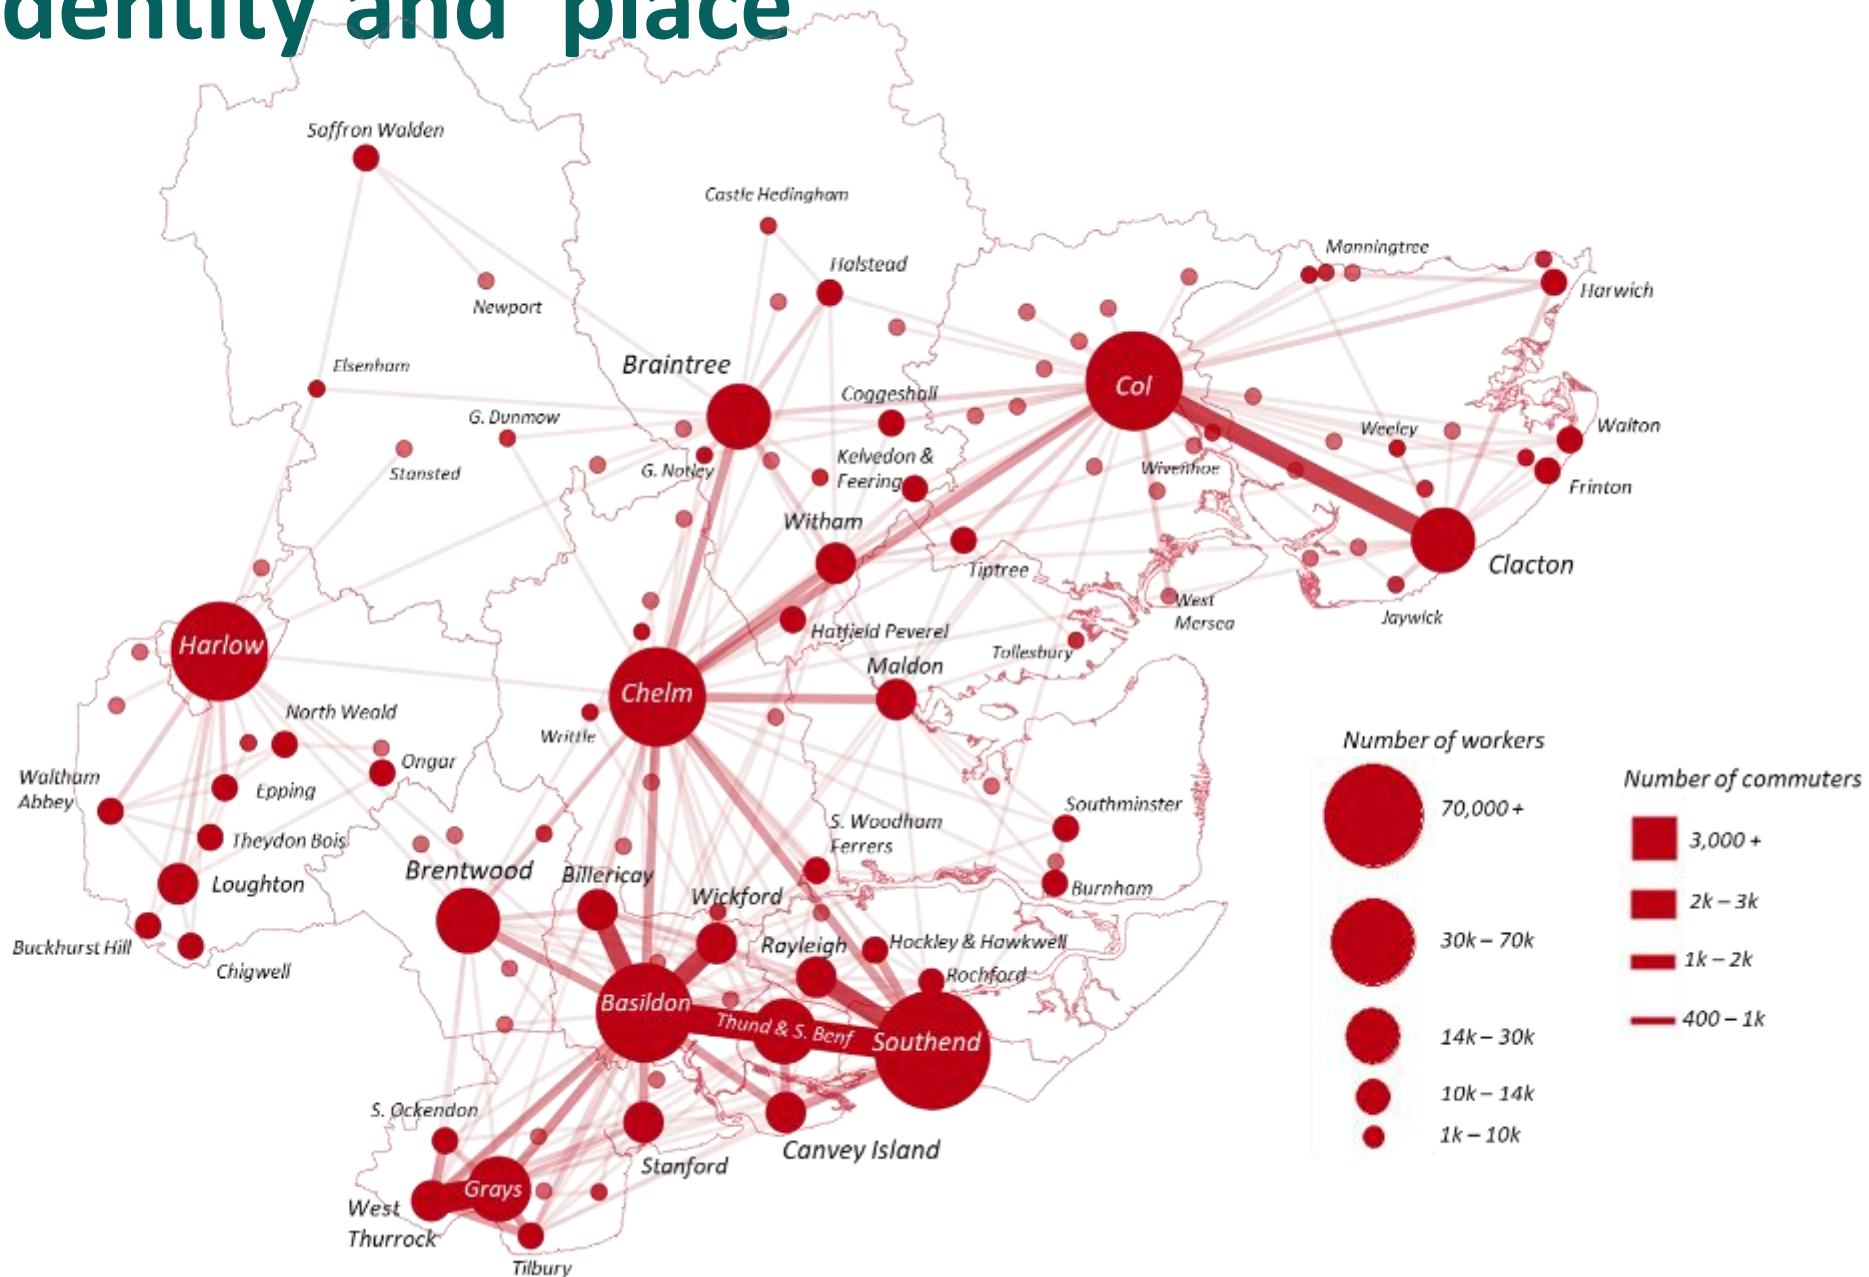 dentity and place
Saffron Walden
Castle Hedingham
Manningtree
Halstead
Harwich
Newport
Elsenham
Braintree
Col
Coggeshall
G. Dunmow
Walton
Weeley
Kelvedon &
Feering
Wivenhoe
G. Notley
Stansted
Frinton
Witham
Clacton
Tiptree
West
Mersea
Jaywick
Hatfield Peverel
Harlow
Tollesbury
Maldon
Chelm
North Weald
Writtle
Ongar
Waltham
Abbey
Epping
Theydon Bois
Southminster
S. Woodham
Ferrers
Brentwood
Billericay
Loughton
Burnham
Wickford
Buckhurst Hill
Rayleigh
Hockley & Hawkwell
Chigwell
Rochford
Basildon
Thund & S. Benf
Southend
S. Ockendon
Canvey Island
Stanford
Grays
West
Thurrock
Tilbury
Number of workers
70,000 +
30k – 70k
14k – 30k
10k – 14k
1k – 10k
Number of commuters
3,000 +
2k – 3k
1k – 2k
400 – 1k